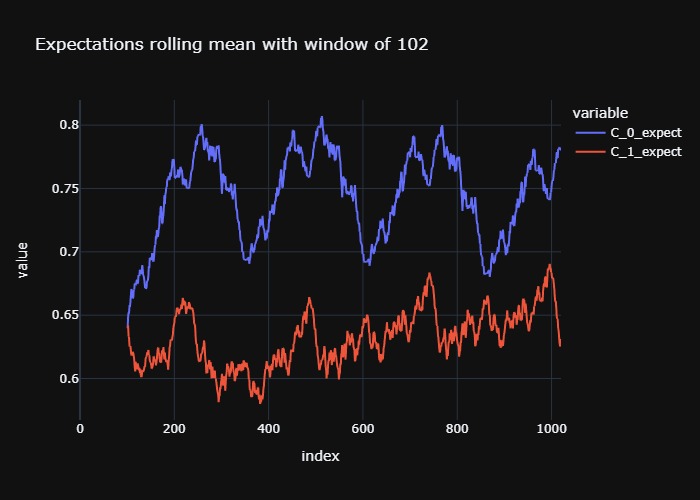 Expectations rolling mean with window of 102
variable
C_0_expect
C_1_expect
value
0.8
0.75
0.7
0.65
0.6
0 200 400 600 800 1000
index